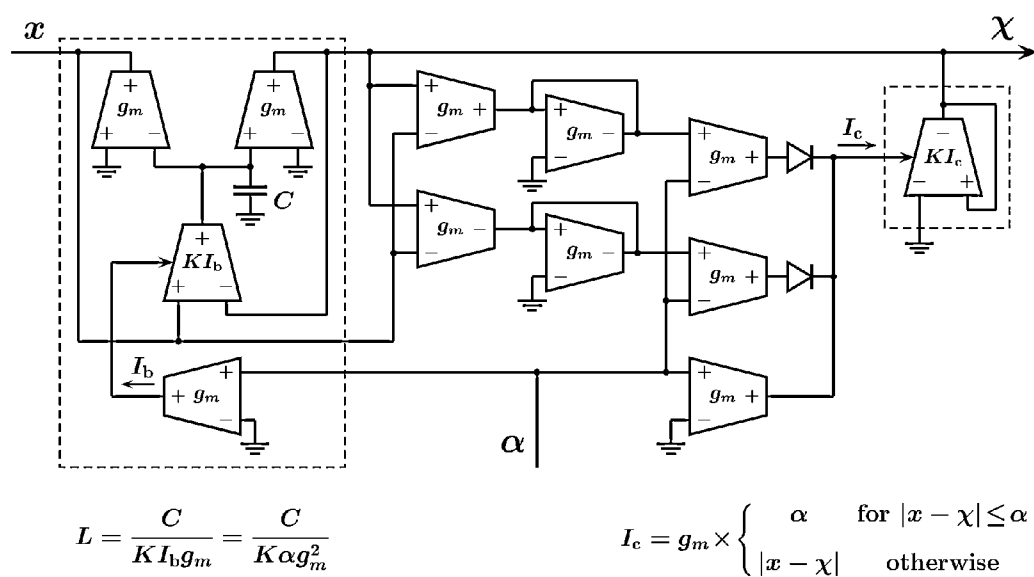 x χ
+ + + +
g_m g_m g_m + g_m
+ − + − − −
I_c
+ −
g_m + KI_c
− − +
C
+ + +
+ g_m − g_m g_m +
KI_b − − − −
+ −
I_b
+ +
+ g_m g_m +
− −
α
L = C/(KI_b g_m) = C/(Kαg_m^2)
I_c = g_m × { α for |x − χ| ≤ α
|x − χ| otherwise